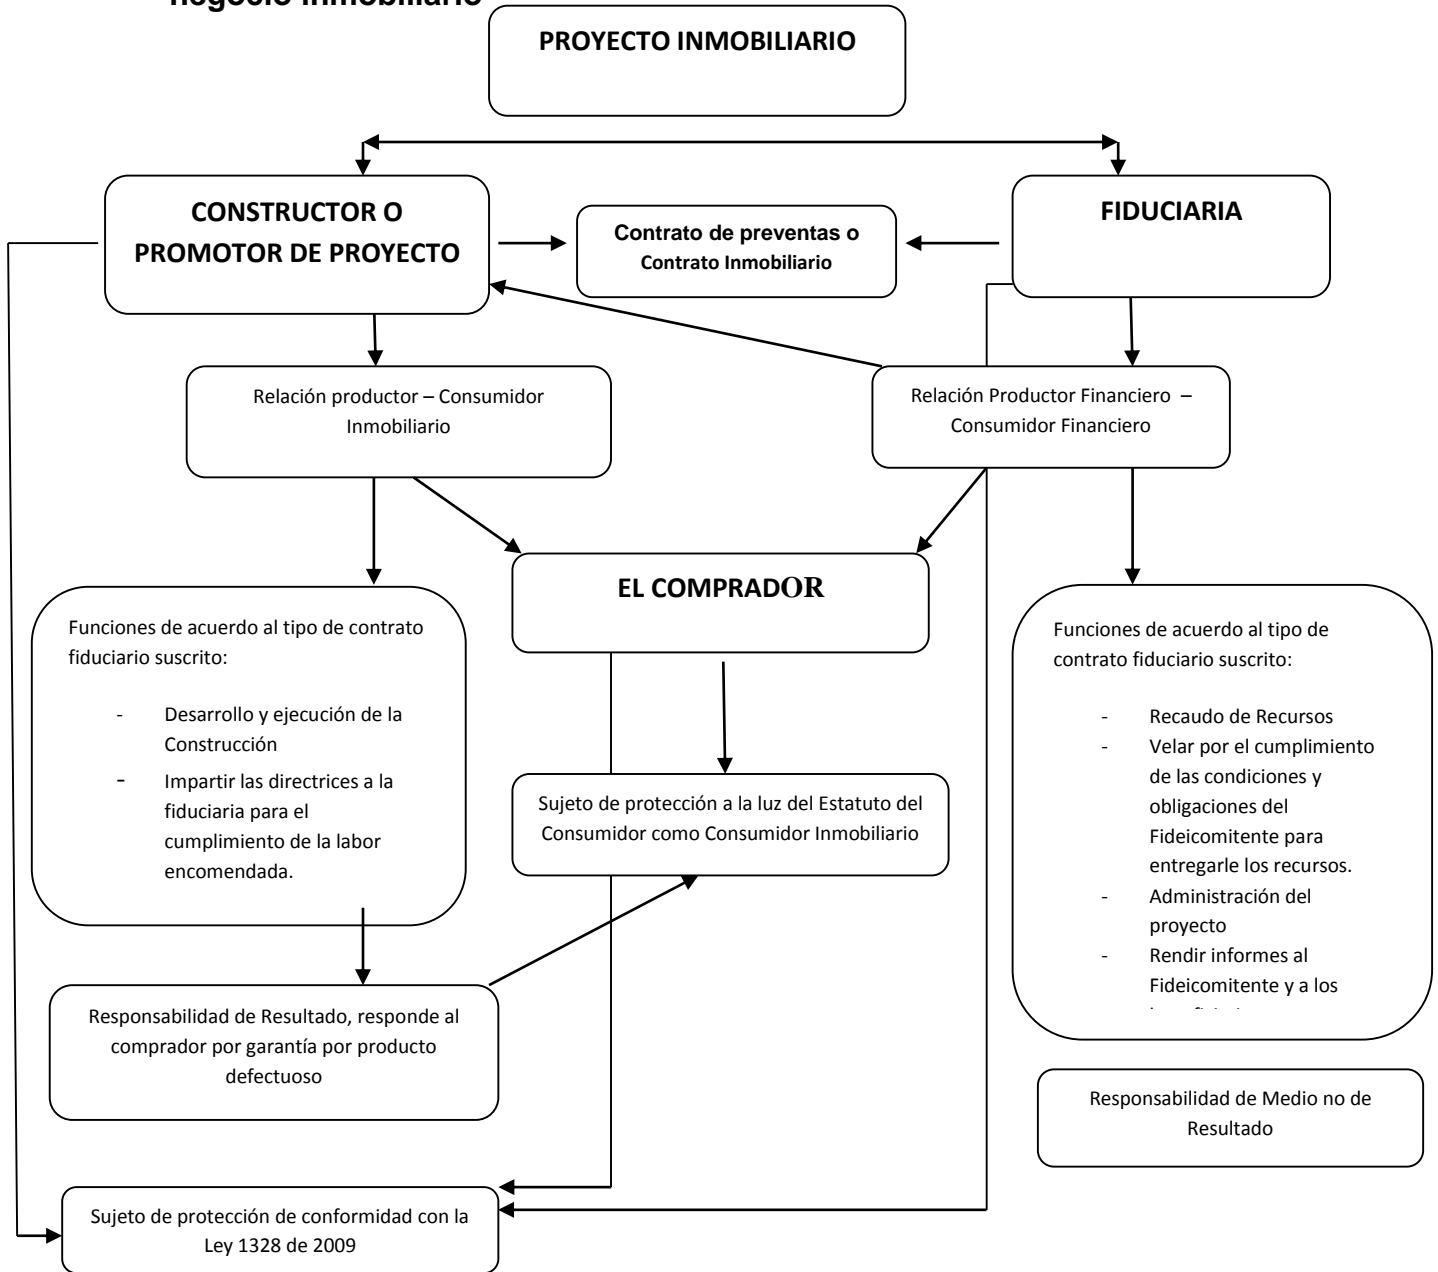 negocio inmobiliario
PROYECTO INMOBILIARIO
CONSTRUCTOR O
PROMOTOR DE PROYECTO
Contrato de preventas o
Contrato Inmobiliario
FIDUCIARIA
Relación productor – Consumidor
Inmobiliario
Relación Productor Financiero –
Consumidor Financiero
EL COMPRADOR
Funciones de acuerdo al tipo de contrato
fiduciario suscrito:
- Desarrollo y ejecución de la
Construcción
- Impartir las directrices a la
fiduciaria para el
cumplimiento de la labor
encomendada.
Funciones de acuerdo al tipo de
contrato fiduciario suscrito:
- Recaudo de Recursos
- Velar por el cumplimiento
de las condiciones y
obligaciones del
Fideicomitente para
entregarle los recursos.
- Administración del
proyecto
- Rendir informes al
Fideicomitente y a los
Sujeto de protección a la luz del Estatuto del
Consumidor como Consumidor Inmobiliario
Responsabilidad de Resultado, responde al
comprador por garantía por producto
defectuoso
Responsabilidad de Medio no de
Resultado
Sujeto de protección de conformidad con la
Ley 1328 de 2009